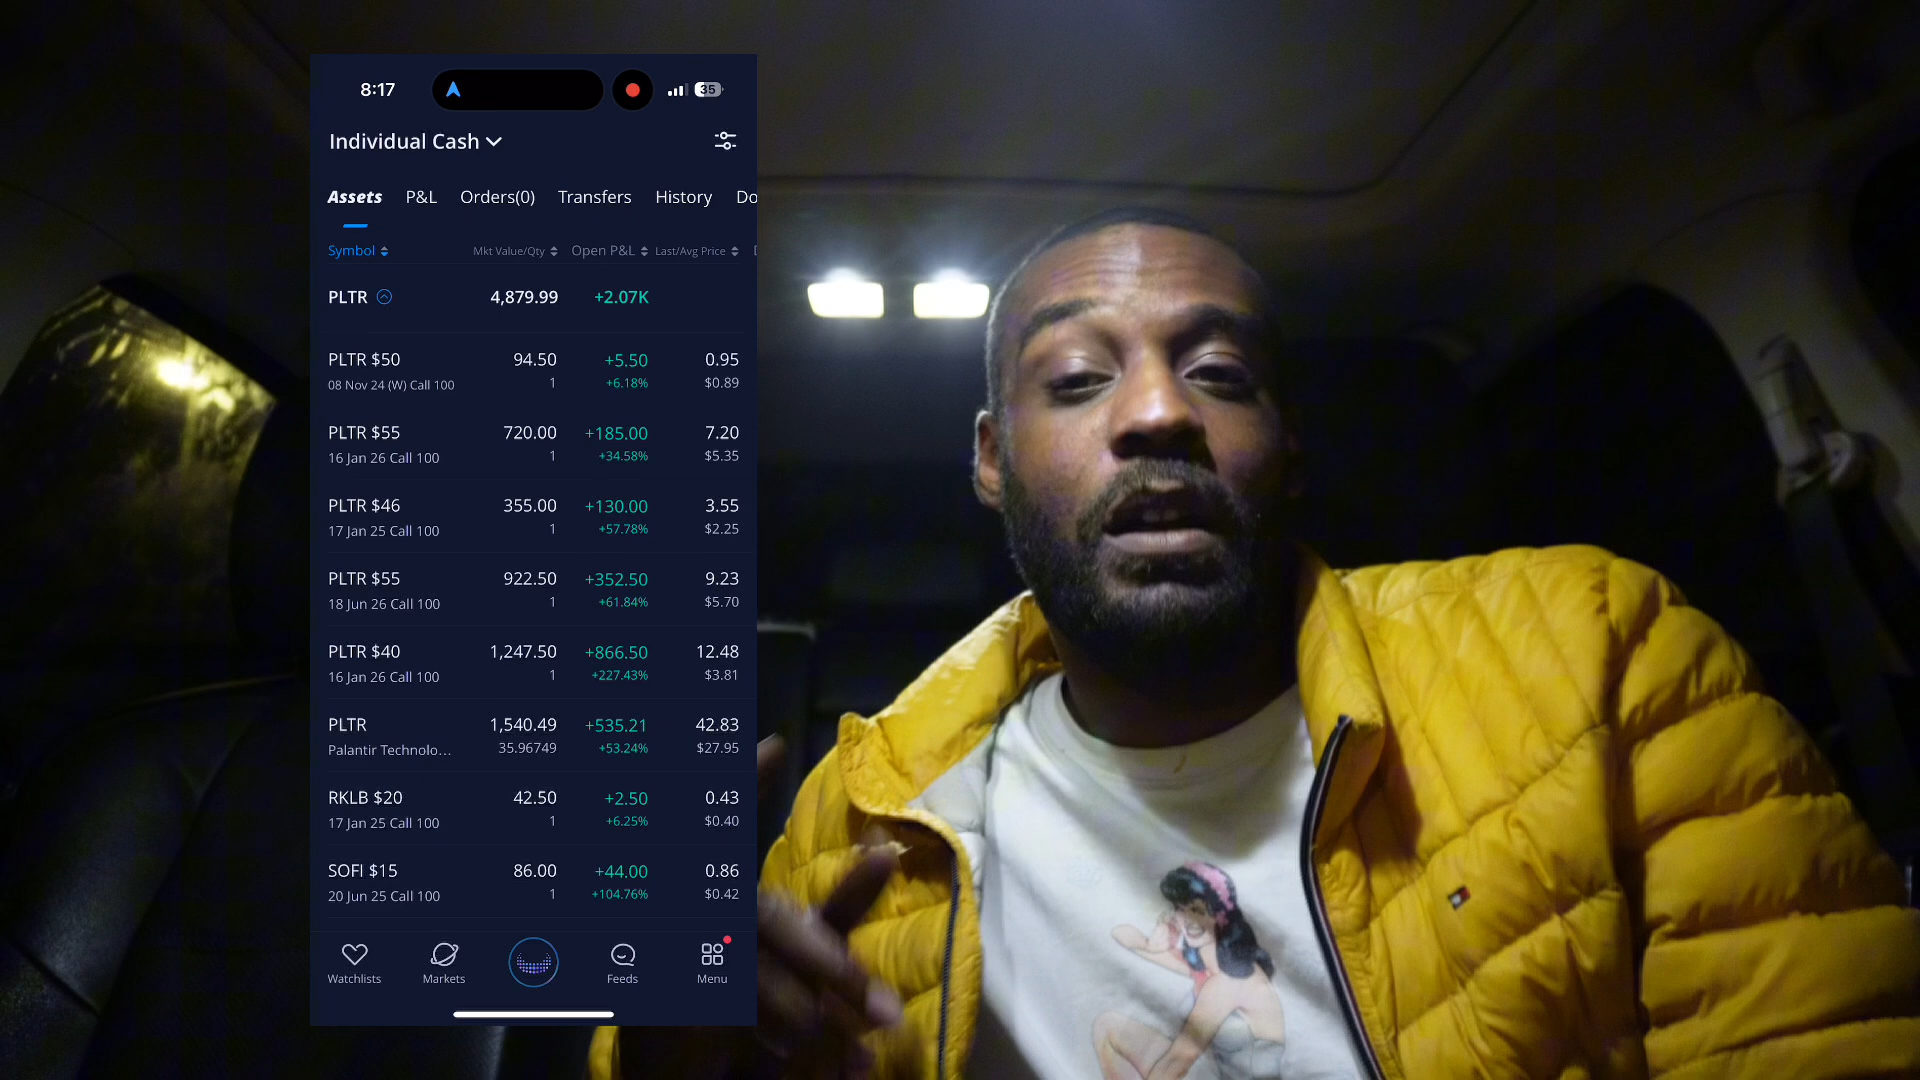 8:17
35
Individual Cash
Assets P&L Orders(0) Transfers History Do
Symbol Mkt Value/Qty Open P&L Last/Avg Price D
PLTR 4,879.99 +2.07K
PLTR $50 94.50 +5.50 0.95
08 Nov 24 (W) Call 100 1 +6.18% $0.89
PLTR $55 720.00 +185.00 7.20
16 Jan 26 Call 100 1 +34.58% $5.35
PLTR $46 355.00 +130.00 3.55
17 Jan 25 Call 100 1 +57.78% $2.25
PLTR $55 922.50 +352.50 9.23
18 Jun 26 Call 100 1 +61.84% $5.70
PLTR $40 1,247.50 +866.50 12.48
16 Jan 26 Call 100 1 +227.43% $3.81
PLTR 1,540.49 +535.21 42.83
Palantir Technolo... 35.96749 +53.24% $27.95
RKLB $20 42.50 +2.50 0.43
17 Jan 25 Call 100 1 +6.25% $0.40
SOFI $15 86.00 +44.00 0.86
20 Jun 25 Call 100 1 +104.76% $0.42
Watchlists Markets Feeds Menu